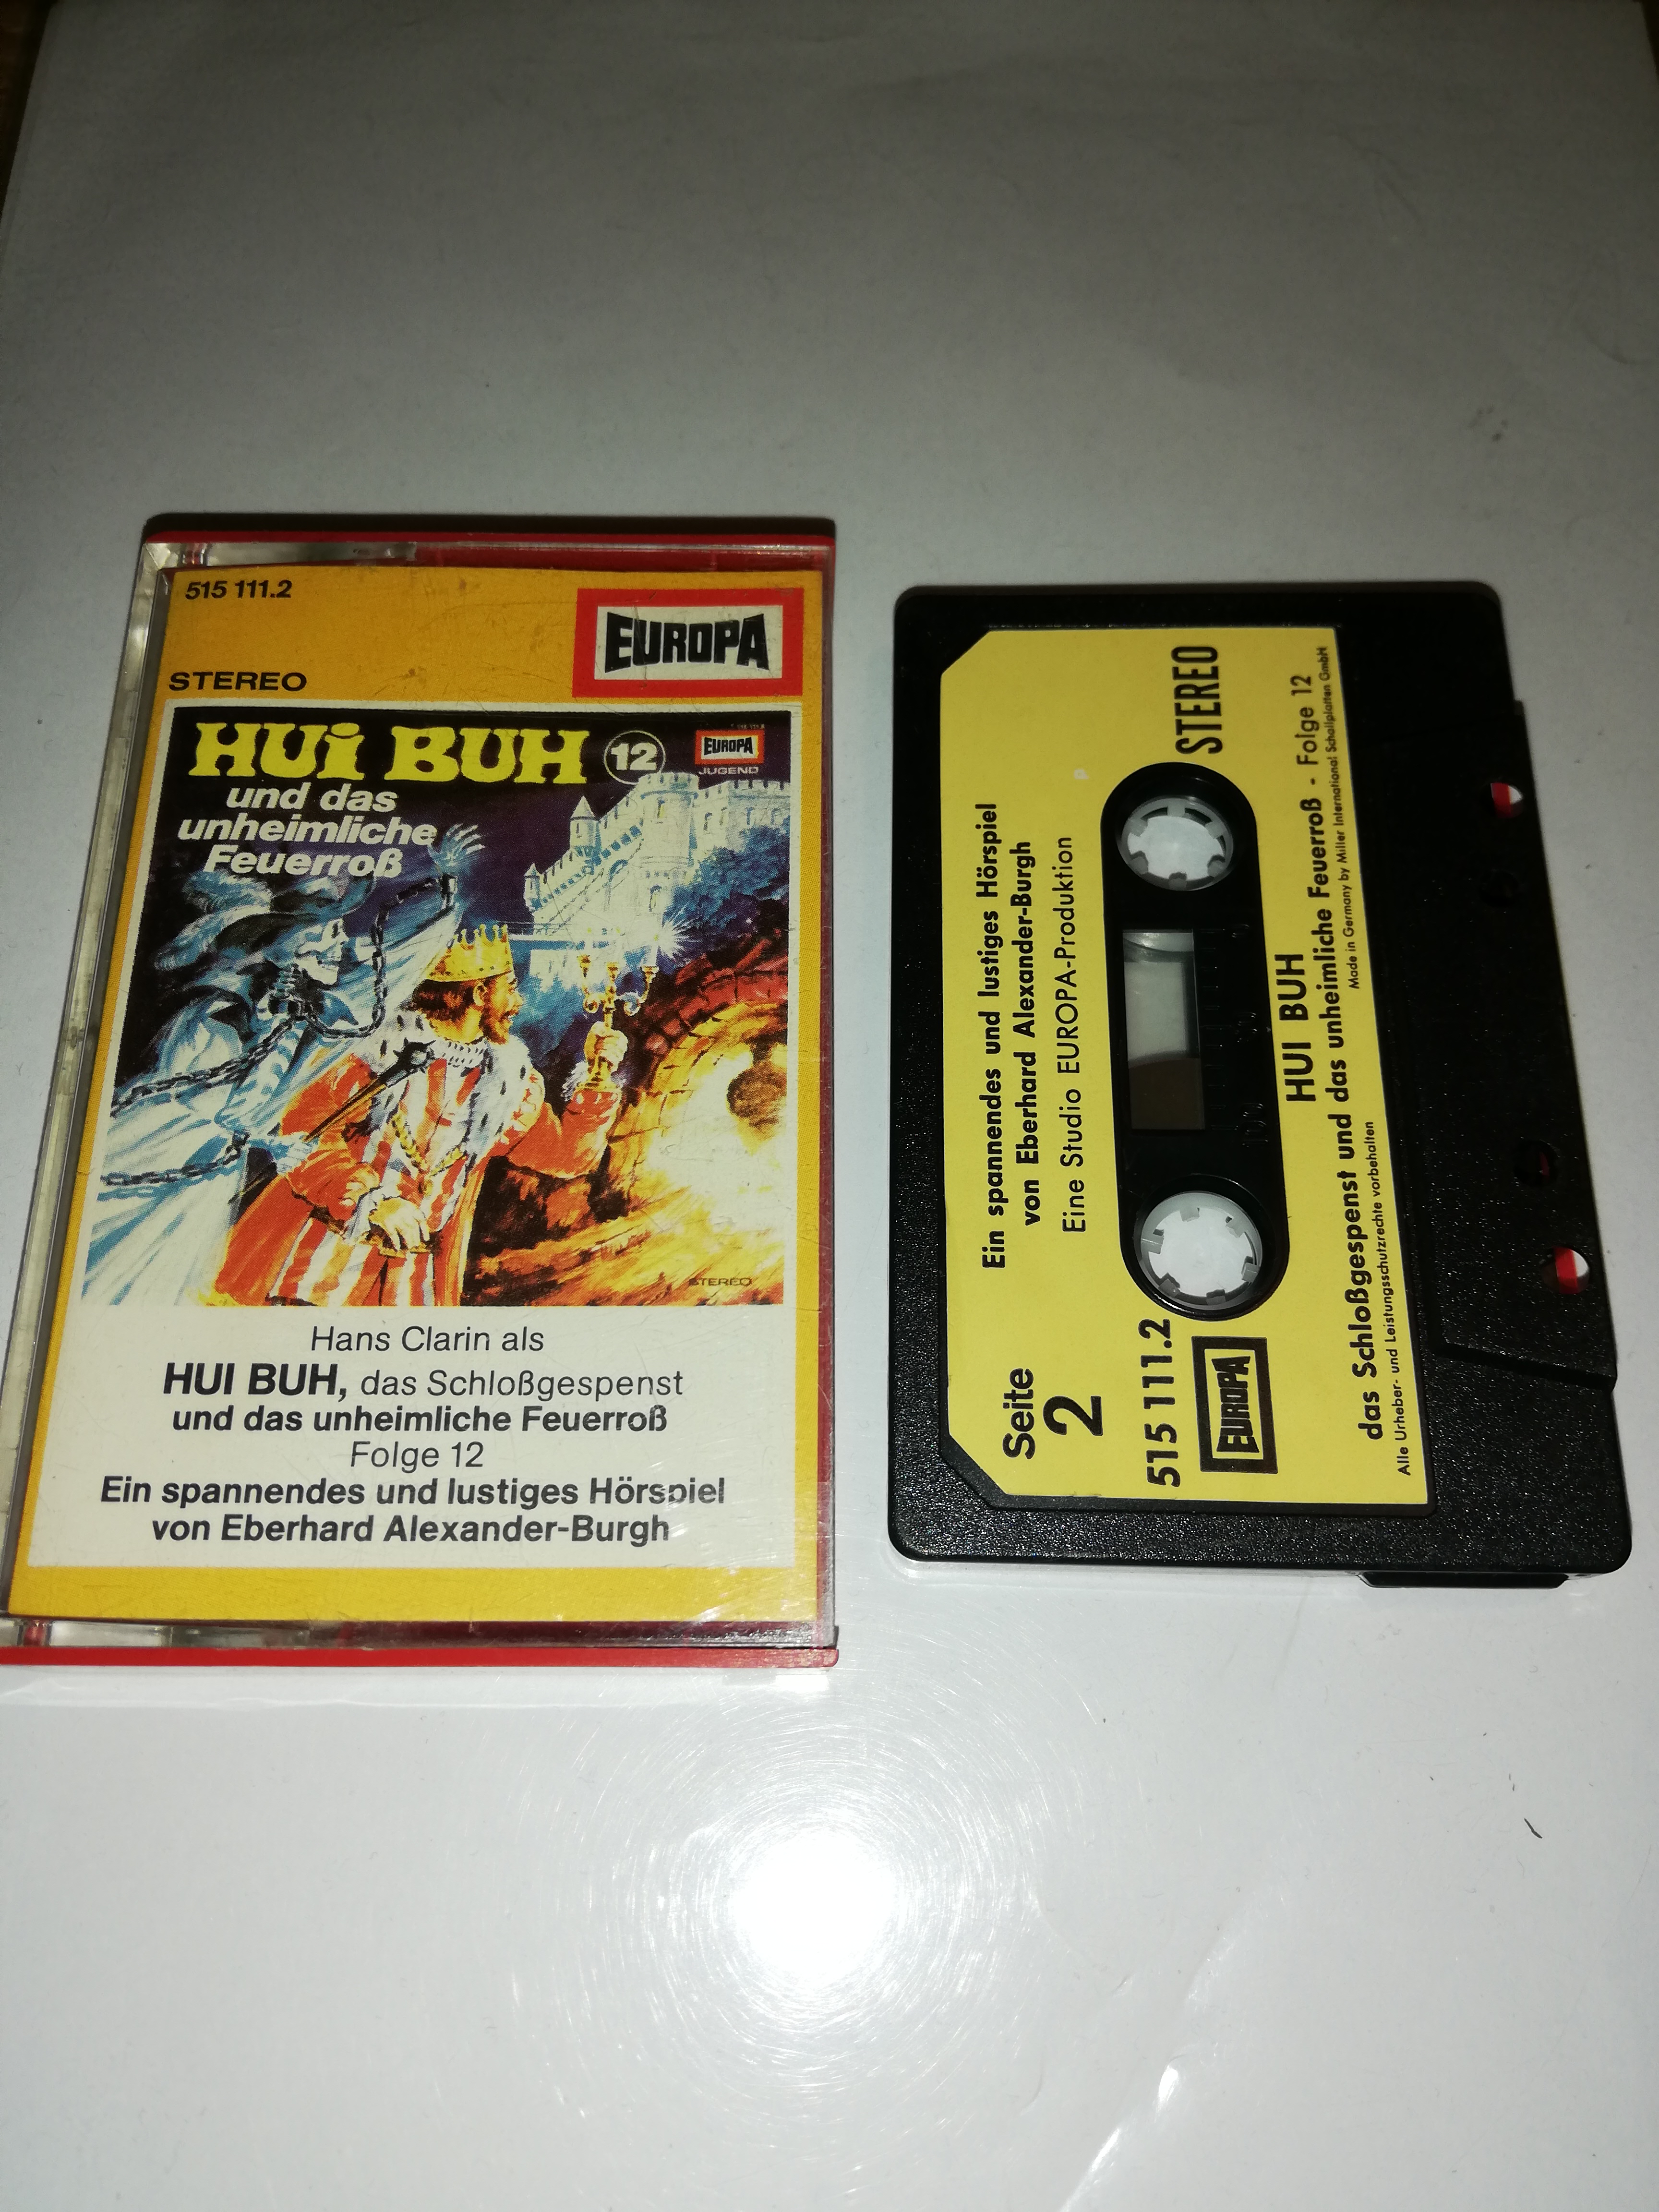 515 111.2
EUROPA
STEREO
HUi BUH 12
EUROPA
JUGEND
und das
unheimliche
Feuerroß
STEREO
Hans Clarin als
HUI BUH, das Schloßgespenst
und das unheimliche Feuerroß
Folge 12
Ein spannendes und lustiges Hörspiel
von Eberhard Alexander-Burgh
Ein spannendes und lustiges Hörspiel
von Eberhard Alexander-Burgh
Eine Studio EUROPA-Produktion
Seite
2
515 111.2
STEREO
EUROPA
HUI BUH
das Schloßgespenst und das unheimliche Feuerroß - Folge 12
Alle Urheber- und Leistungsschutzrechte vorbehalten
Made in Germany by Miller International Schallplatten GmbH